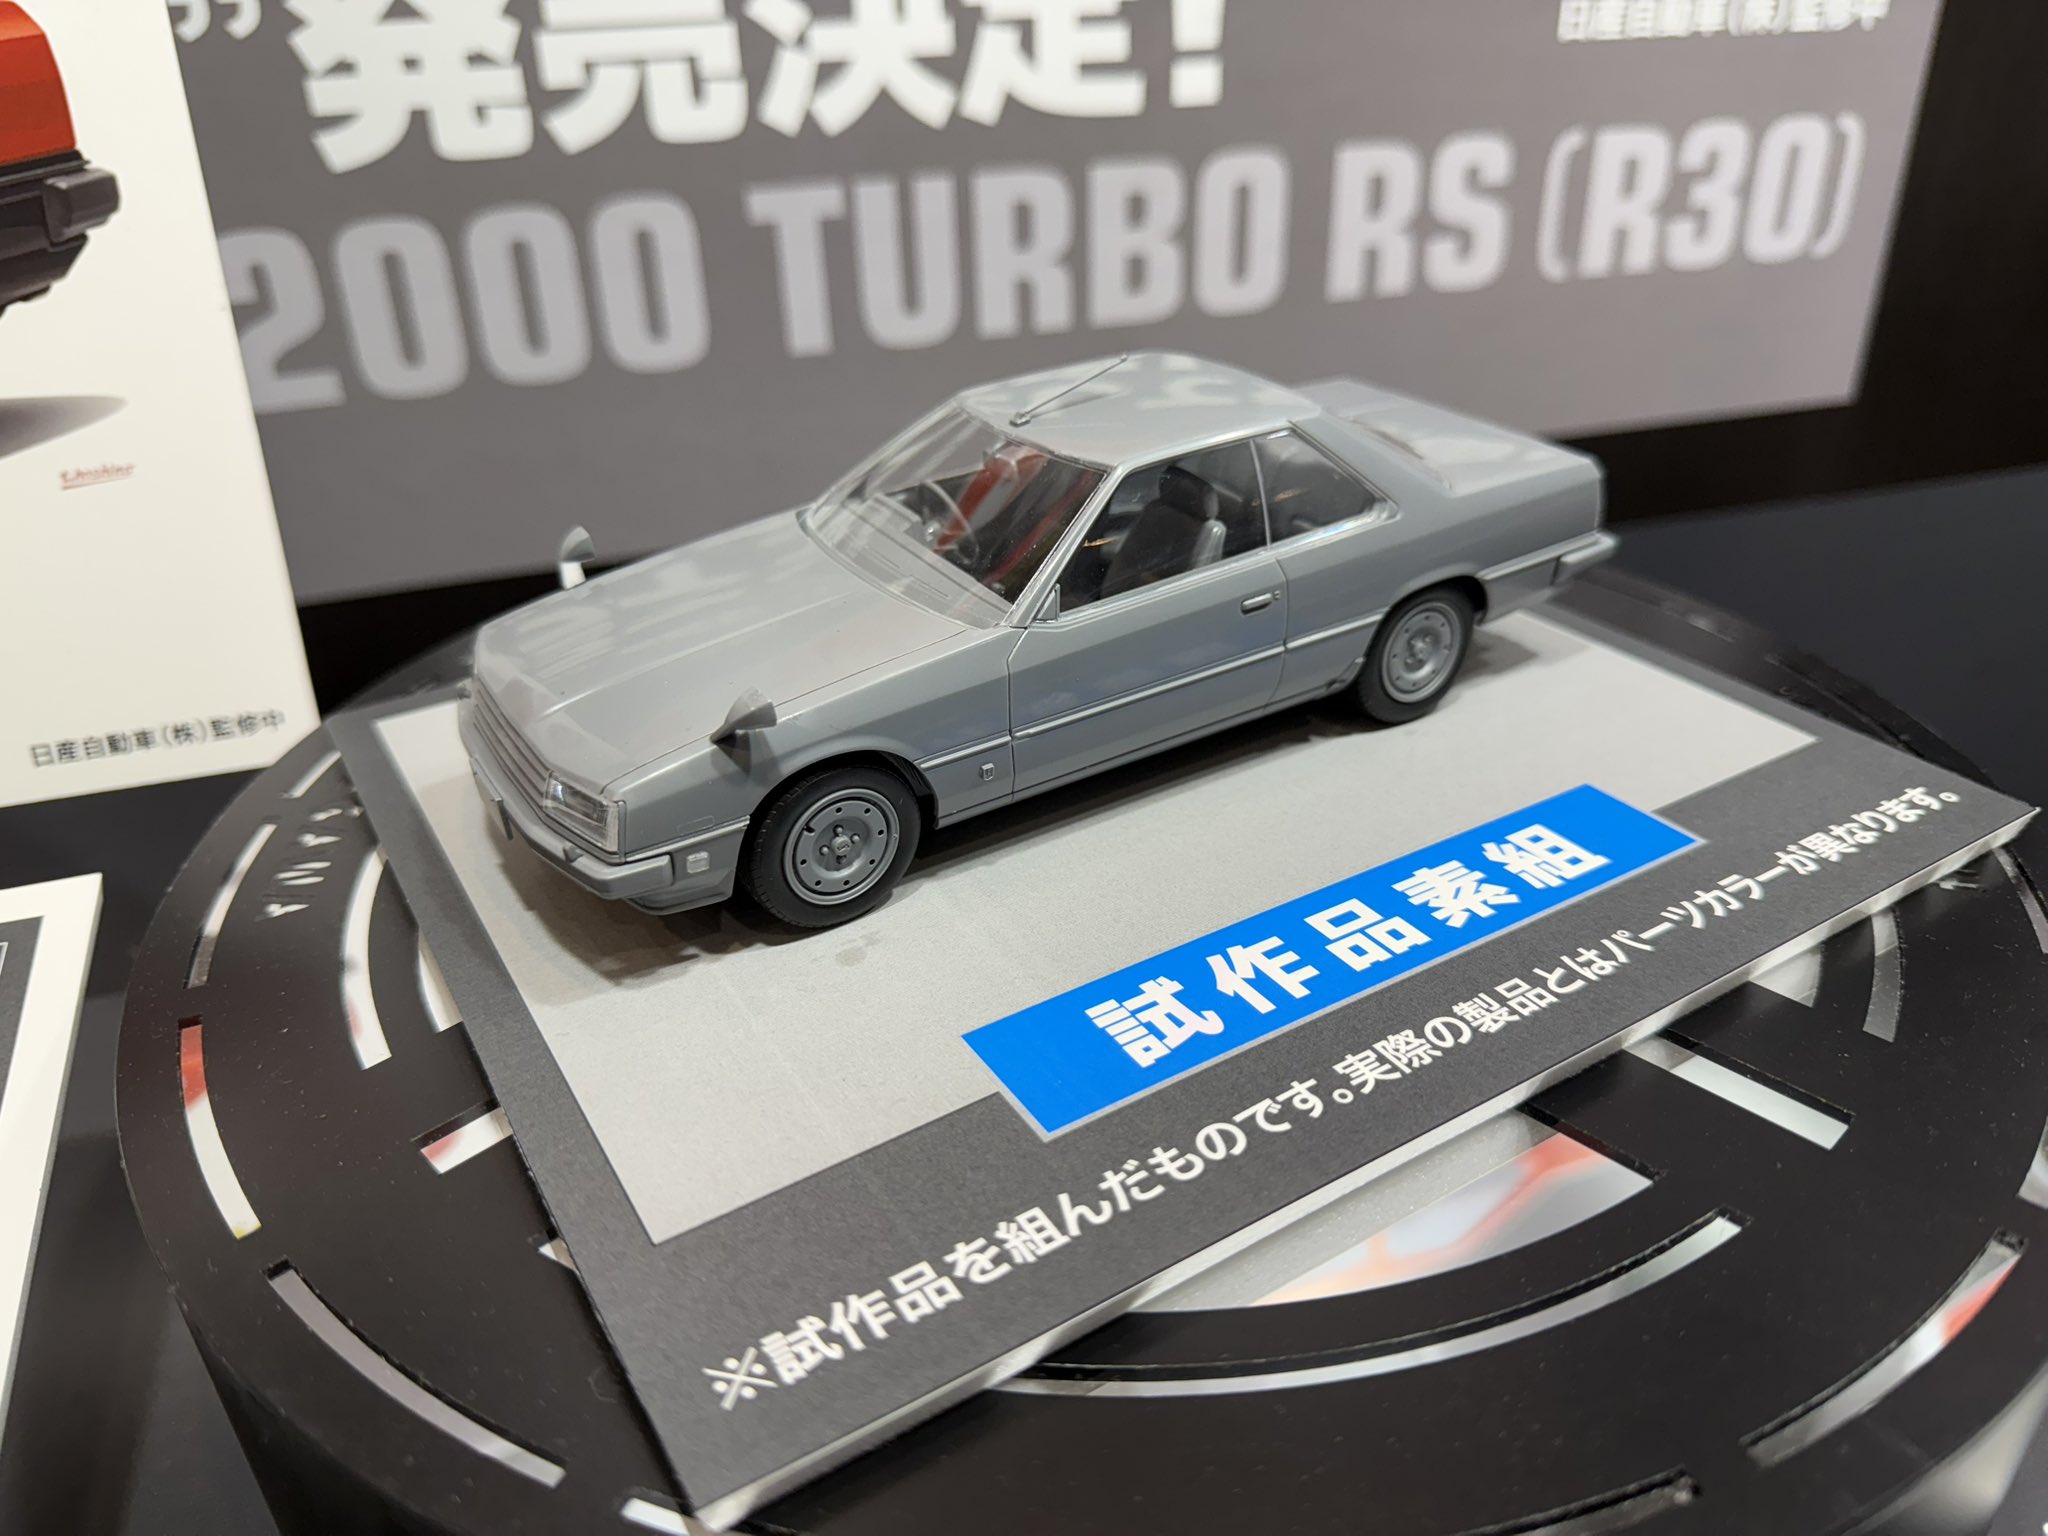 発売決定!
日産自動車(株)監修中
2000 TURBO RS (R30)
日産自動車(株)監修中
試作品素組
※試作品を組んだものです。実際の製品とはパーツカラーが異なります。